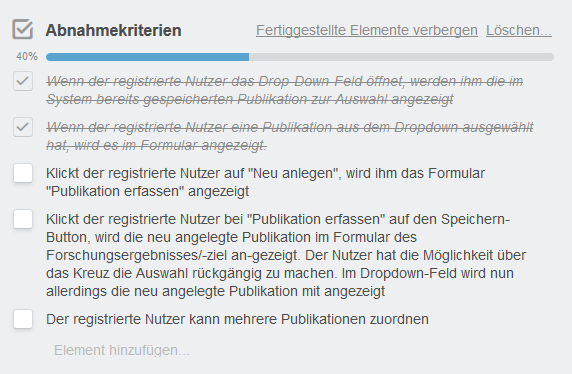 Abnahmekriterien Fertiggestellte Elemente verbergen Löschen...
40%
Wenn der registrierte Nutzer das Drop-Down-Feld öffnet, werden ihm die im
System bereits gespeicherten Publikation zur Auswahl angezeigt
Wenn der registrierte Nutzer eine Publikation aus dem Dropdown ausgewählt
hat, wird es im Formular angezeigt.
Klickt der registrierte Nutzer auf "Neu anlegen", wird ihm das Formular
"Publikation erfassen" angezeigt
Klickt der registrierte Nutzer bei "Publikation erfassen" auf den Speichern-
Button, wird die neu angelegte Publikation im Formular des
Forschungsergebnisses/-ziel an-gezeigt. Der Nutzer hat die Möglichkeit über
das Kreuz die Auswahl rückgängig zu machen. Im Dropdown-Feld wird nun
allerdings die neu angelegte Publikation mit angezeigt
Der registrierte Nutzer kann mehrere Publikationen zuordnen
Element hinzufügen...